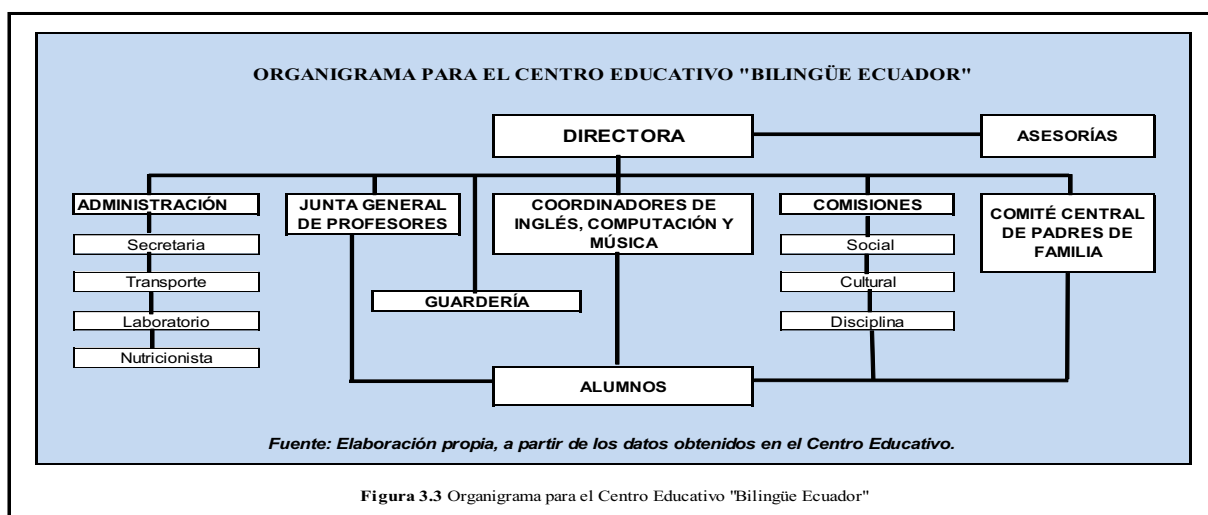 ORGANIGRAMA PARA EL CENTRO EDUCATIVO "BILINGÜE ECUADOR"
DIRECTORA
ASESORÍAS
ADMINISTRACIÓN
Secretaria
Transporte
Laboratorio
Nutricionista
JUNTA GENERAL
DE PROFESORES
GUARDERÍA
COORDINADORES DE
INGLÉS, COMPUTACIÓN Y
MÚSICA
COMISIONES
Social
Cultural
Disciplina
COMITÉ CENTRAL
DE PADRES DE
FAMILIA
ALUMNOS
Fuente: Elaboración propia, a partir de los datos obtenidos en el Centro Educativo.
Figura 3.3 Organigrama para el Centro Educativo "Bilingüe Ecuador"